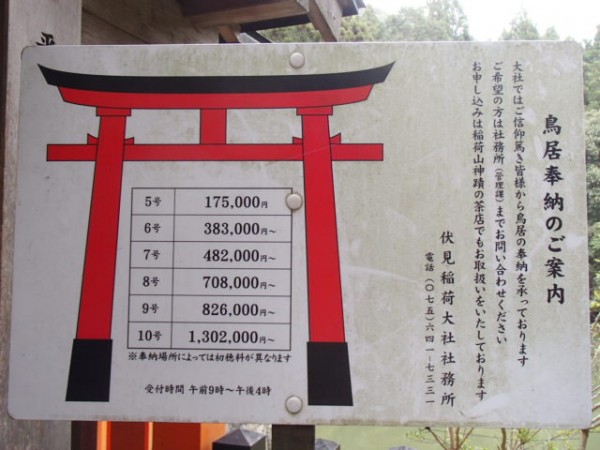 鳥居奉納のご案内
大社ではご信仰篤き皆様から鳥居の奉納を承っております
ご希望の方は社務所(管理課)までお問い合わせください
お申し込みは稲荷山神蹟の茶店でもお取扱いをいたしております
伏見稲荷大社社務所
電話(〇七五)六四一-七三三一
5号 175,000円
6号 383,000円~
7号 482,000円~
8号 708,000円~
9号 826,000円~
10号 1,302,000円~
※奉納場所によっては初穂料が異なります
受付時間 午前9時~午後4時